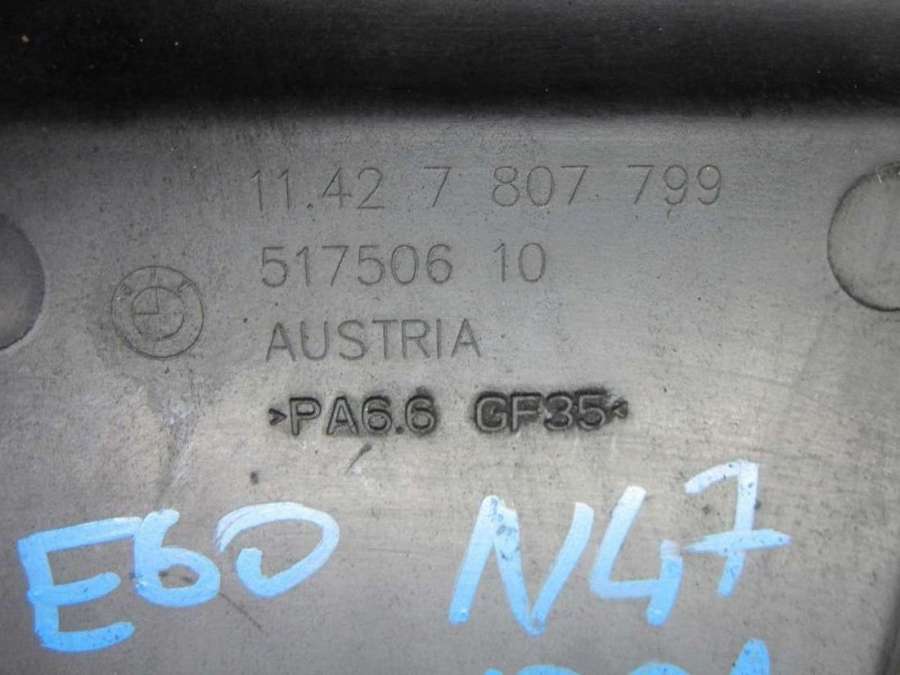 11.42 7 807 799
517506 10
AUSTRIA
>PA6.6 GF35<
E60 N47